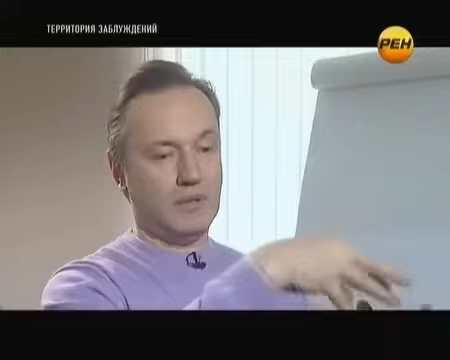 ТЕРРИТОРИЯ ЗАБЛУЖДЕНИЙ
РЕН